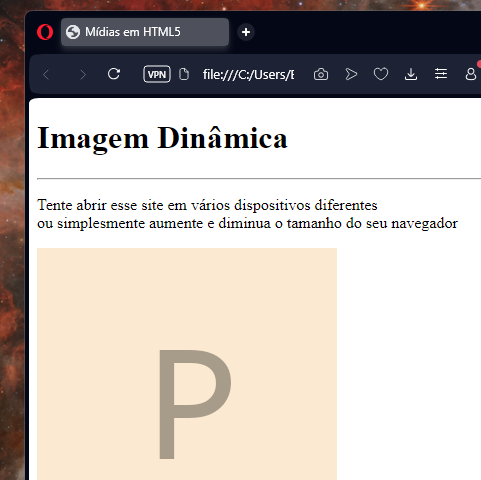 Mídias em HTML5
VPN
file:///C:/Users/E
Imagem Dinâmica
Tente abrir esse site em vários dispositivos diferentes
ou simplesmente aumente e diminua o tamanho do seu navegador
P